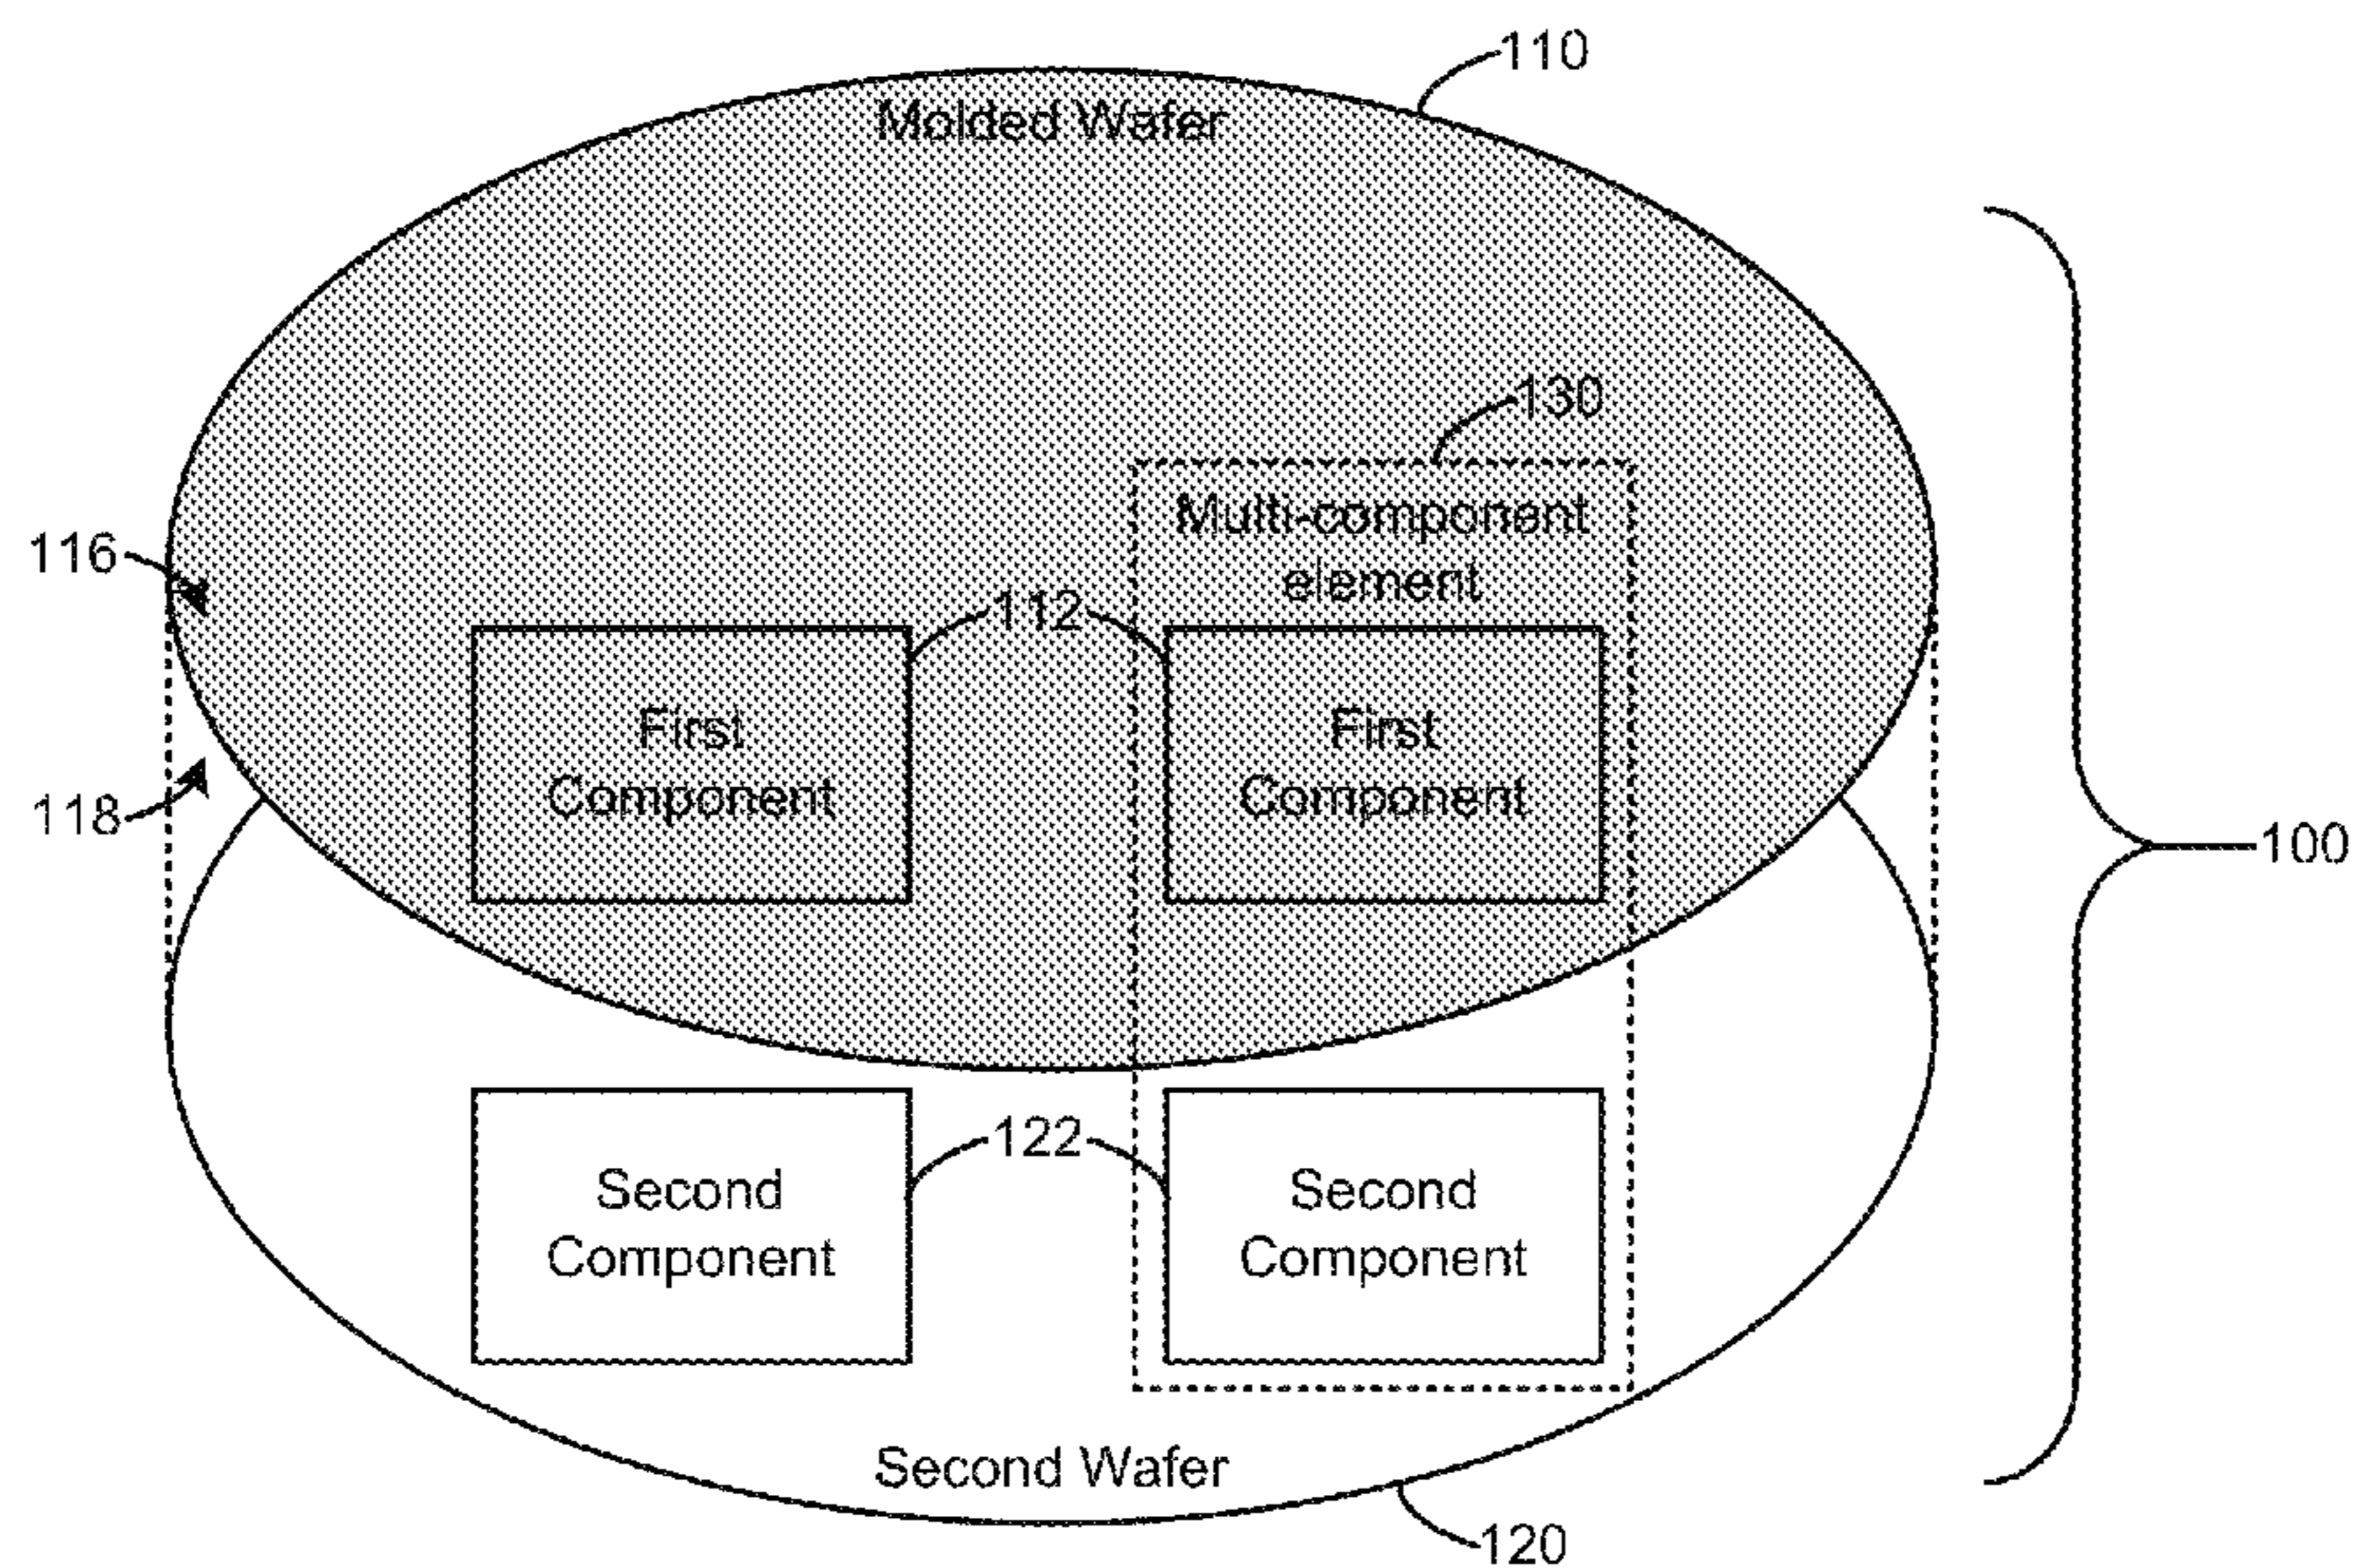 110
Molded Wafer
130
Multi-component
element
116
112
First
Component
First
Component
118
100
122
Second
Component
Second
Component
Second Wafer
120